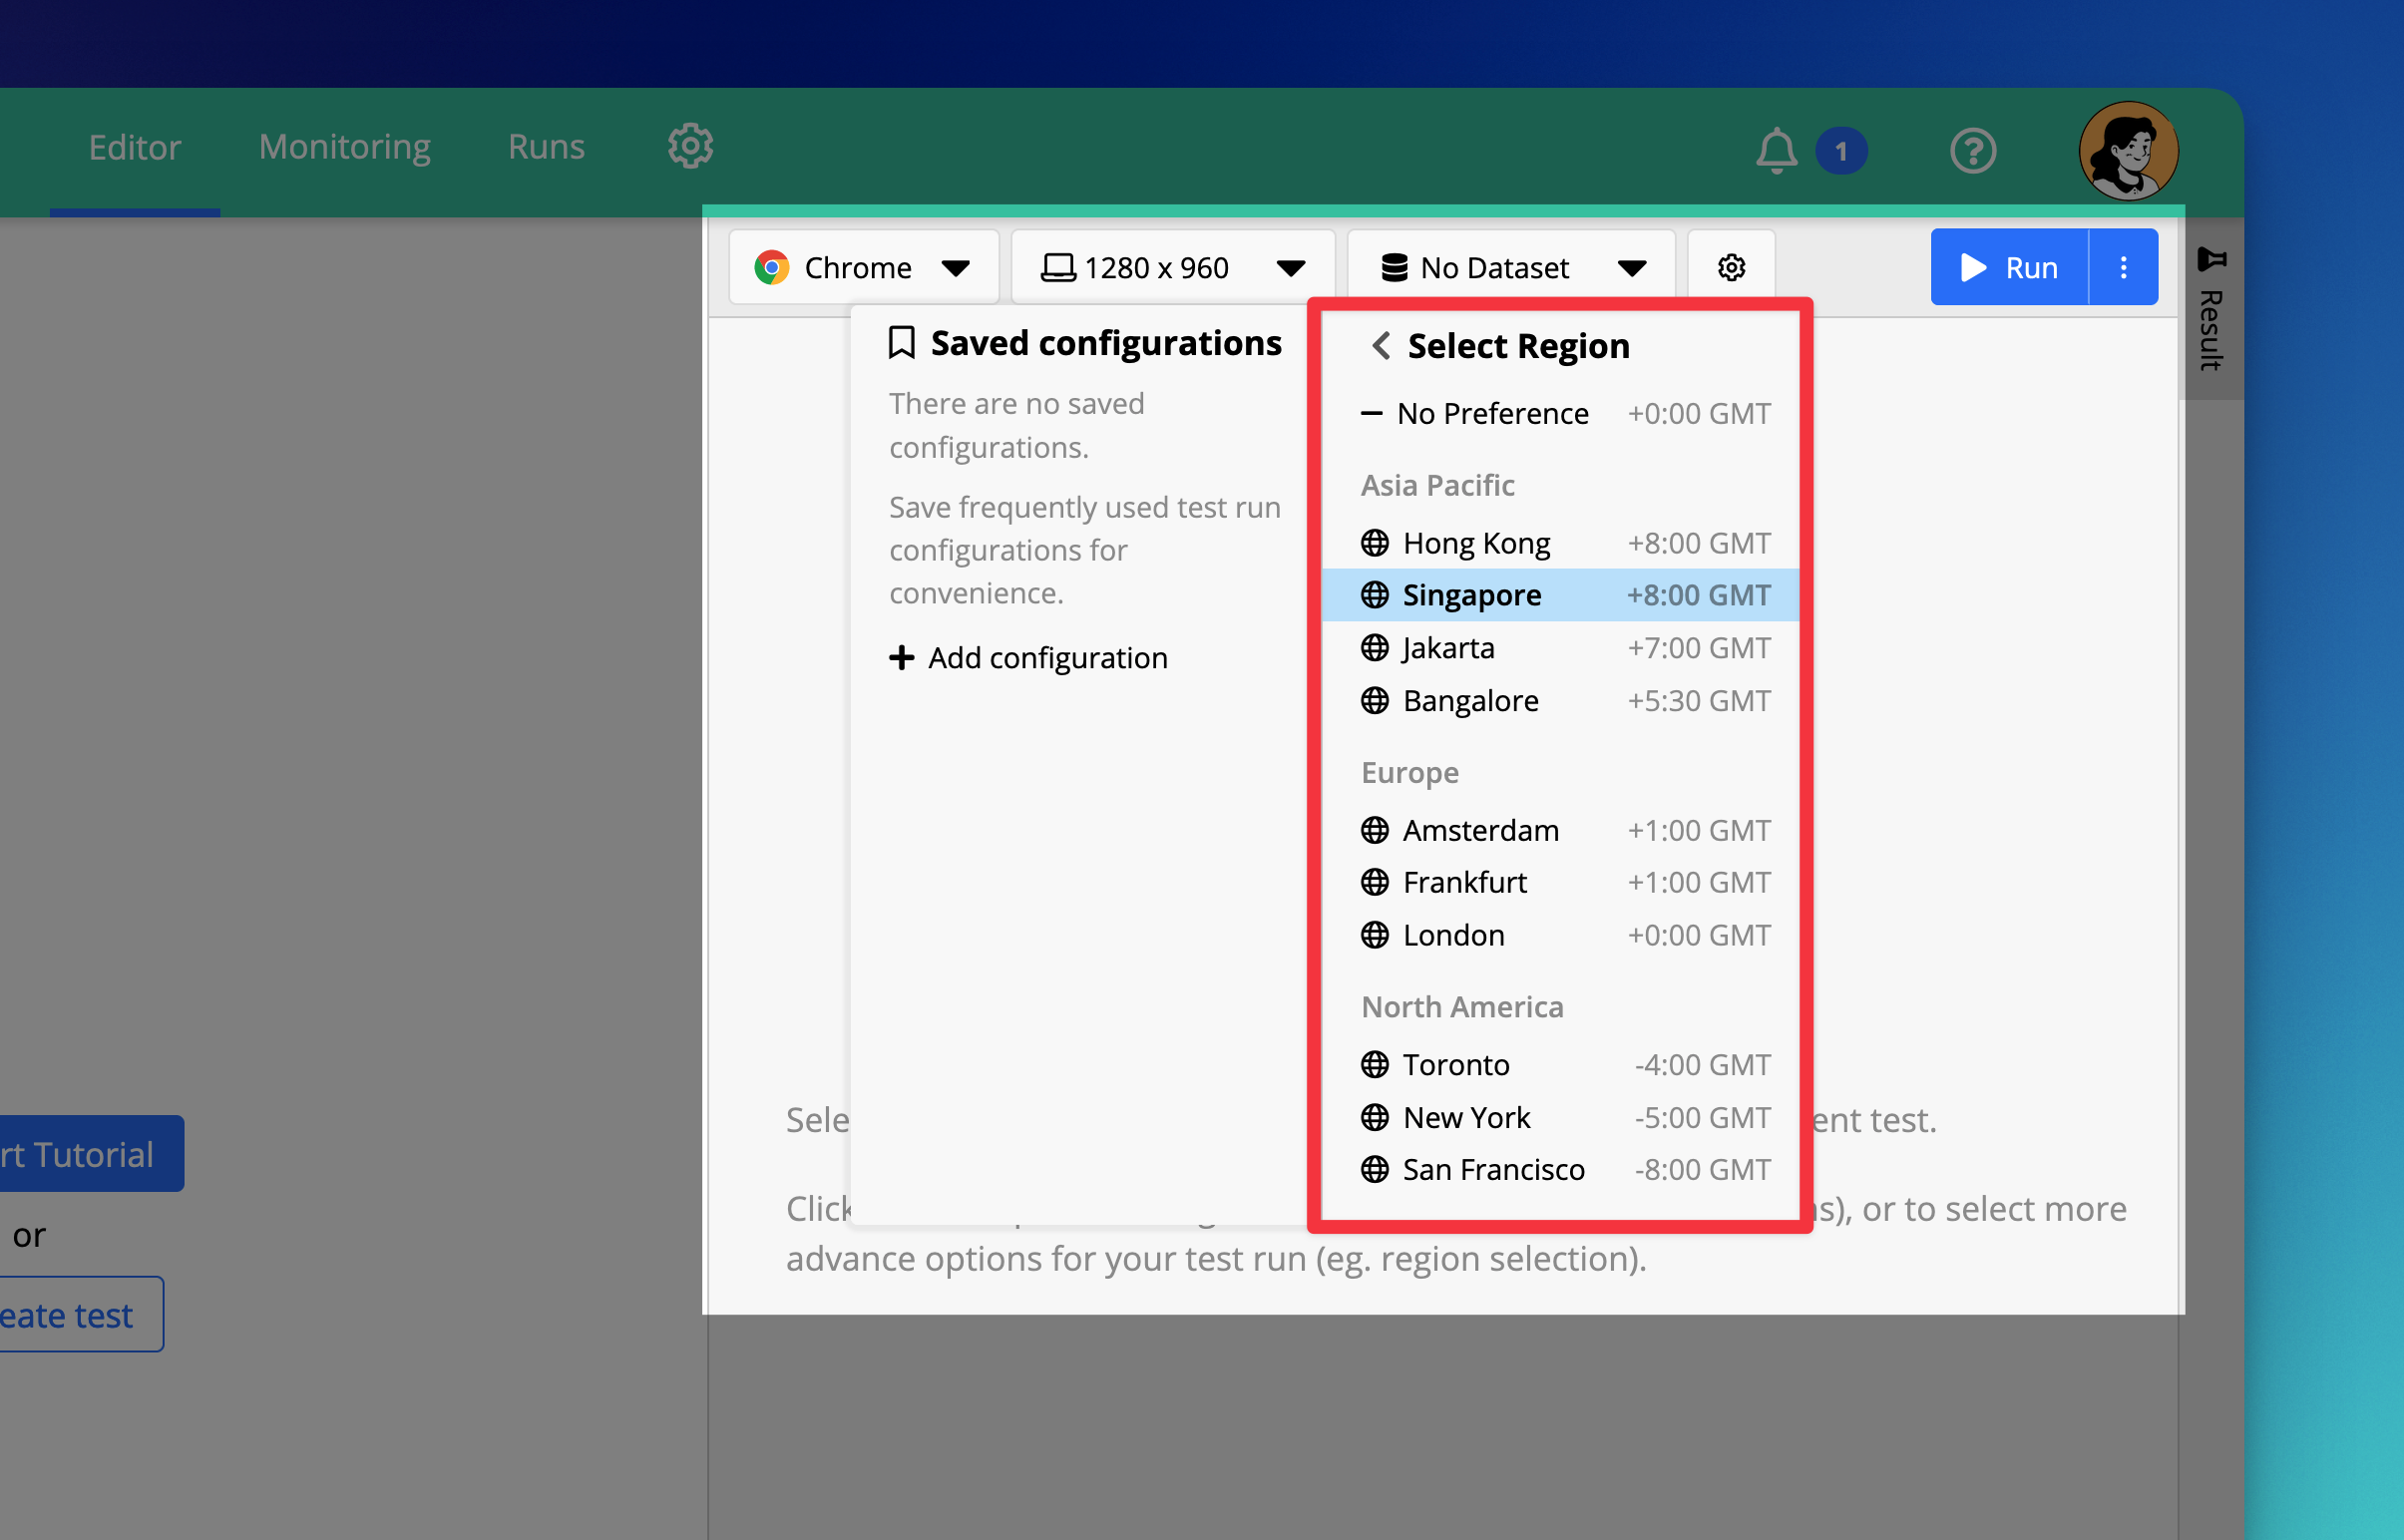 Editor
Monitoring
Runs
1
Chrome
1280 x 960
No Dataset
Run
Result
Saved configurations
There are no saved
configurations.
Save frequently used test run
configurations for
convenience.
Add configuration
Select Region
No Preference +0:00 GMT
Asia Pacific
Hong Kong +8:00 GMT
Singapore +8:00 GMT
Jakarta +7:00 GMT
Bangalore +5:30 GMT
Europe
Amsterdam +1:00 GMT
Frankfurt +1:00 GMT
London +0:00 GMT
North America
Toronto -4:00 GMT
New York -5:00 GMT
San Francisco -8:00 GMT
Sele
ent test.
Click
s), or to select more
advance options for your test run (eg. region selection).
rt Tutorial
or
eate test